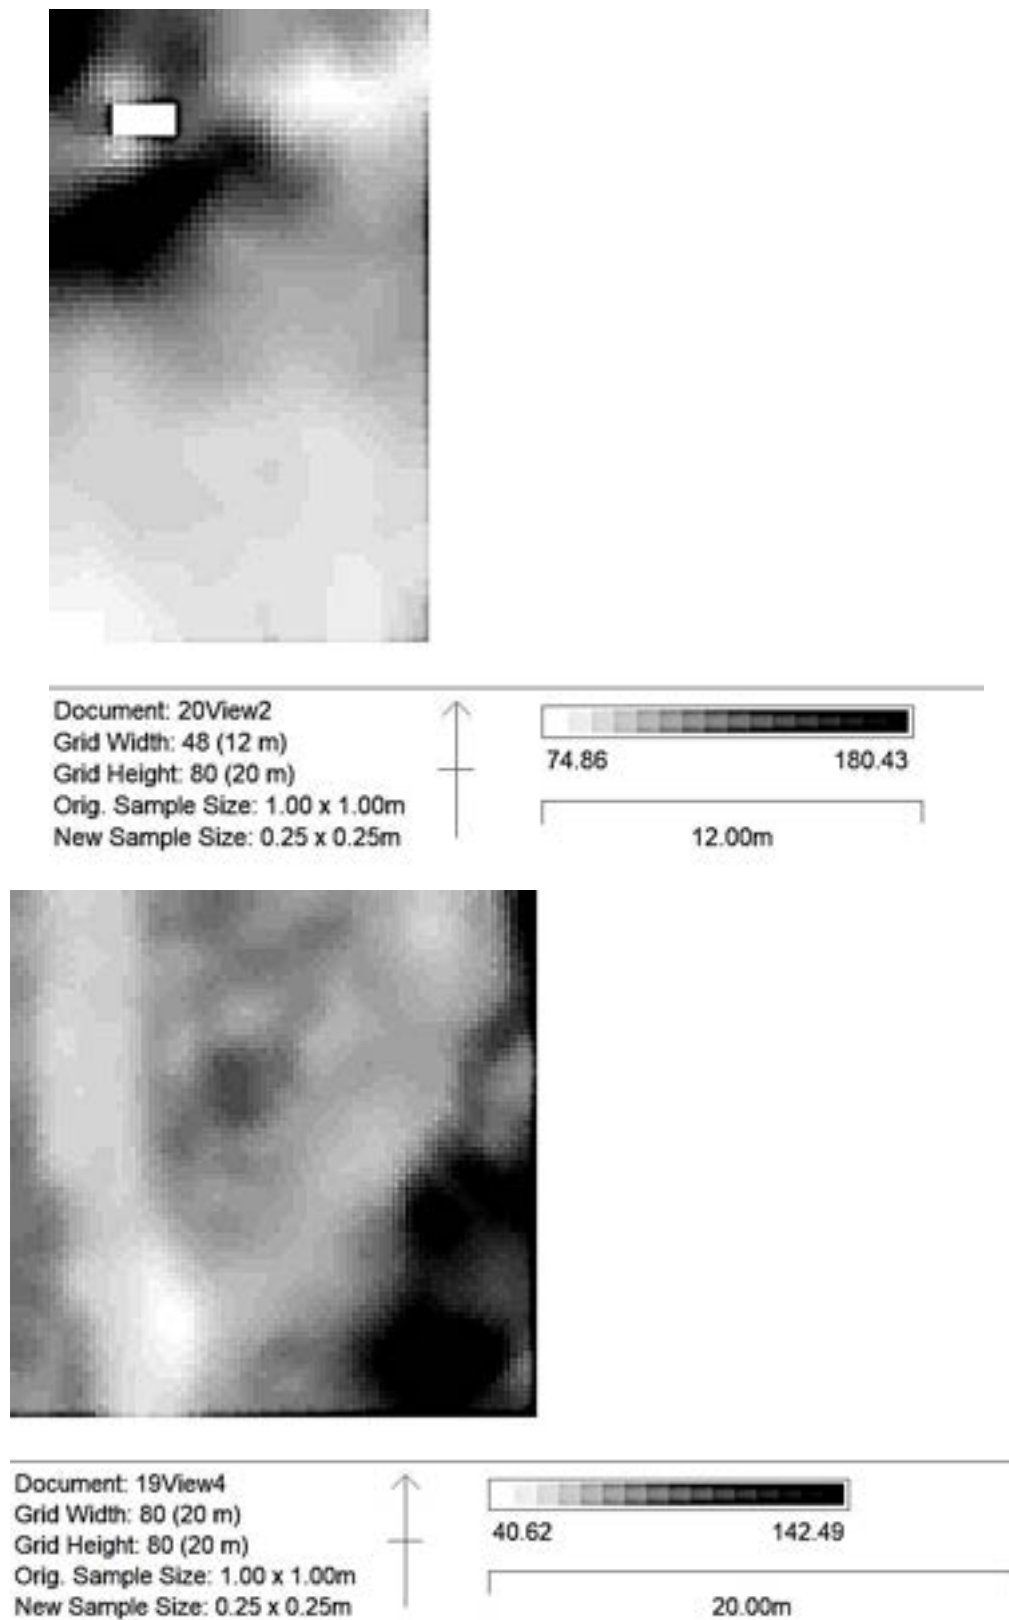 Document: 20View2
Grid Width: 48 (12 m)
Grid Height: 80 (20 m)
Orig. Sample Size: 1.00 x 1.00m
New Sample Size: 0.25 x 0.25m
74.86 180.43
12.00m
Document: 19View4
Grid Width: 80 (20 m)
Grid Height: 80 (20 m)
Orig. Sample Size: 1.00 x 1.00m
New Sample Size: 0.25 x 0.25m
40.62 142.49
20.00m